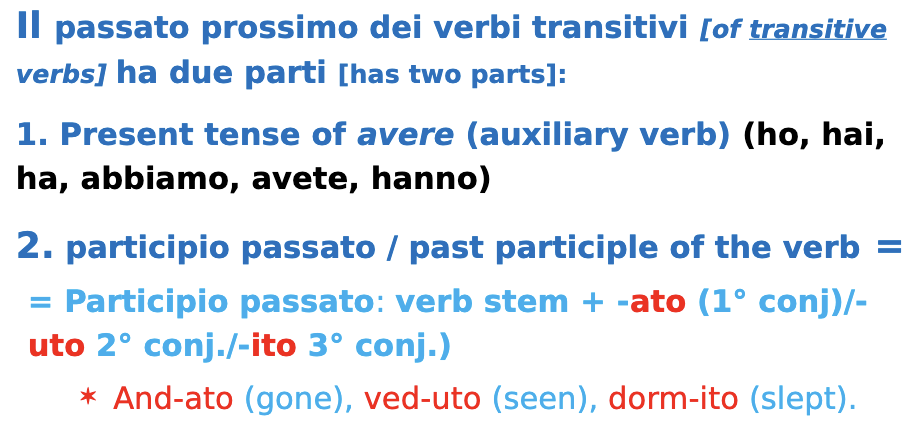 Il passato prossimo dei verbi transitivi [of transitive
verbs] ha due parti [has two parts]:
1. Present tense of avere (auxiliary verb) (ho, hai,
ha, abbiamo, avete, hanno)
2. participio passato / past participle of the verb =
= Participio passato: verb stem + -ato (1° conj)/-
uto 2° conj./-ito 3° conj.)
* And-ato (gone), ved-uto (seen), dorm-ito (slept).